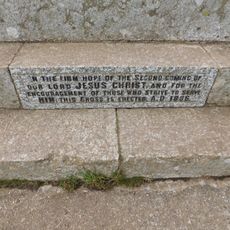 IN THE FIRM HOPE OF THE SECOND COMING OF
OUR LORD JESUS CHRIST, AND FOR THE
ENCOURAGEMENT OF THOSE WHO STRIVE TO SERVE
HIM, THIS CROSS IS ERECTED A.D. 1896.